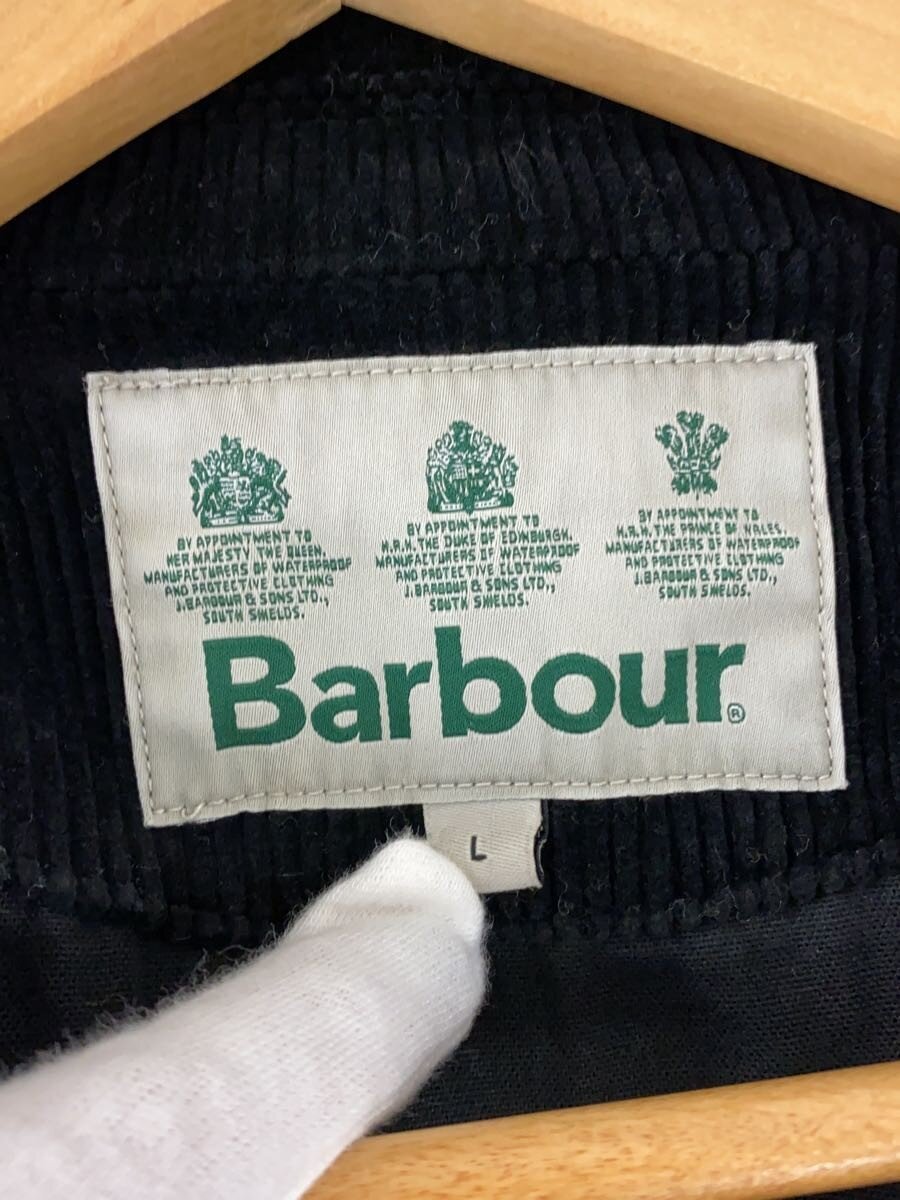 BY APPOINTMENT TO
HER MAJESTY THE QUEEN
MANUFACTURERS OF WATERPROOF
AND PROTECTIVE CLOTHING
J.BARBOUR & SONS LTD.,
SOUTH SHIELDS.
BY APPOINTMENT TO
H.R.H. THE DUKE OF EDINBURGH.
MANUFACTURERS OF WATERPROOF
AND PROTECTIVE CLOTHING
J.BARBOUR & SONS LTD.,
SOUTH SHIELDS.
BY APPOINTMENT TO
H.R.H. THE PRINCE OF WALES.
MANUFACTURERS OF WATERPROOF
AND PROTECTIVE CLOTHING
J.BARBOUR & SONS LTD.,
SOUTH SHIELDS.
Barbour®
L